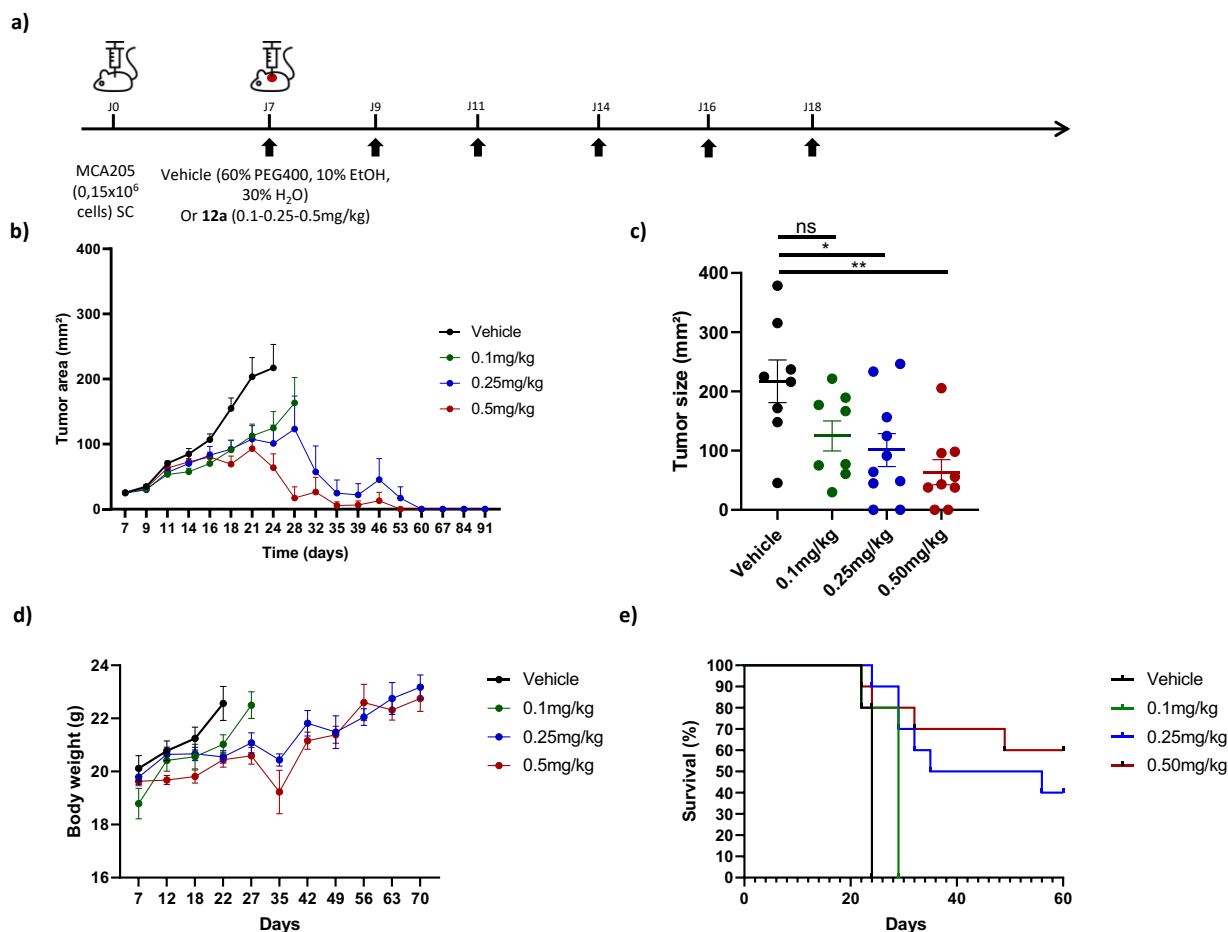 a)
J0
J7
J9
J11
J14
J16
J18
MCA205
(0,15x10⁶
cells) SC
Vehicle (60% PEG400, 10% EtOH,
30% H₂O)
Or 12a (0.1-0.25-0.5mg/kg)
b)
400
300
200
100
0
Tumor area (mm²)
7 9 11 14 16 18 21 24 28 32 35 39 46 53 60 67 84 91
Time (days)
Vehicle
0.1mg/kg
0.25mg/kg
0.5mg/kg
c)
ns
*
**
400
300
200
100
0
Tumor size (mm²)
Vehicle
0.1mg/kg
0.25mg/kg
0.50mg/kg
d)
24
22
20
18
16
Body weight (g)
7 12 18 22 27 35 42 49 56 63 70
Days
Vehicle
0.1mg/kg
0.25mg/kg
0.5mg/kg
e)
100
90
80
70
60
50
40
30
20
10
0
Survival (%)
0 20 40 60
Days
Vehicle
0.1mg/kg
0.25mg/kg
0.50mg/kg